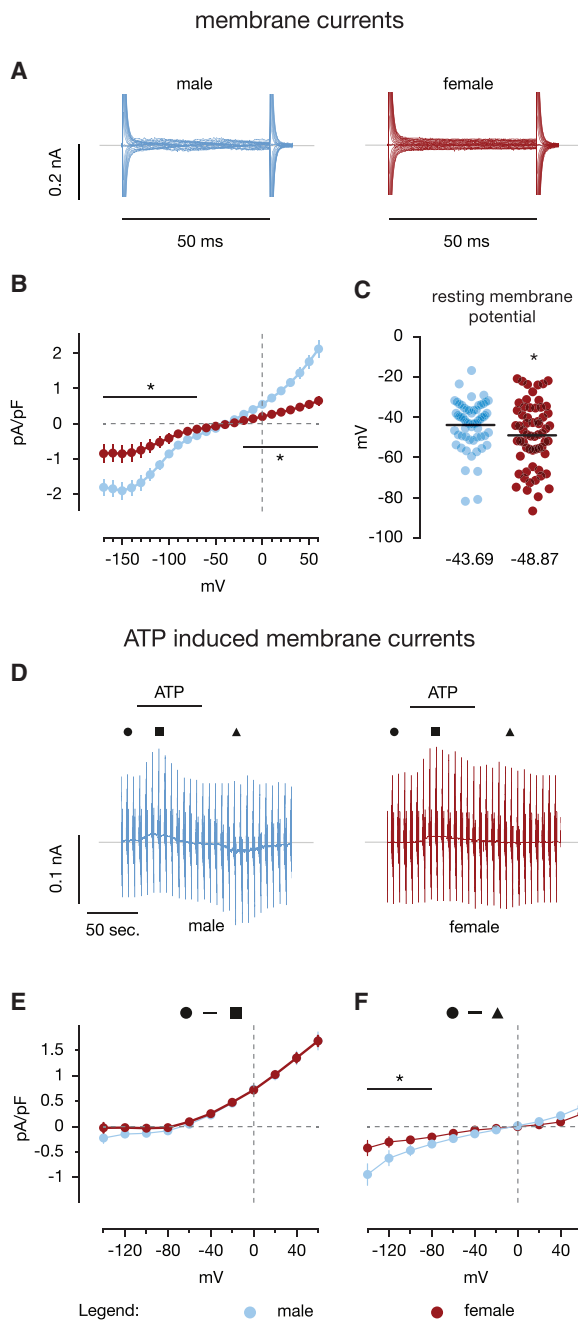 membrane currents
A
male
female
0.2 nA
50 ms
50 ms
B
pA/pF
2
1
0
-1
-2
*
*
-150
-100
-50
0
50
mV
C
resting membrane
potential
mV
0
-20
-40
-60
-80
-100
*
-43.69
-48.87
ATP induced membrane currents
D
ATP
ATP
0.1 nA
50 sec.
male
female
E
pA/pF
1.5
1
0.5
0
-0.5
-1
-120
-80
-40
0
40
mV
F
*
-120
-80
-40
0
40
mV
Legend:
male
female